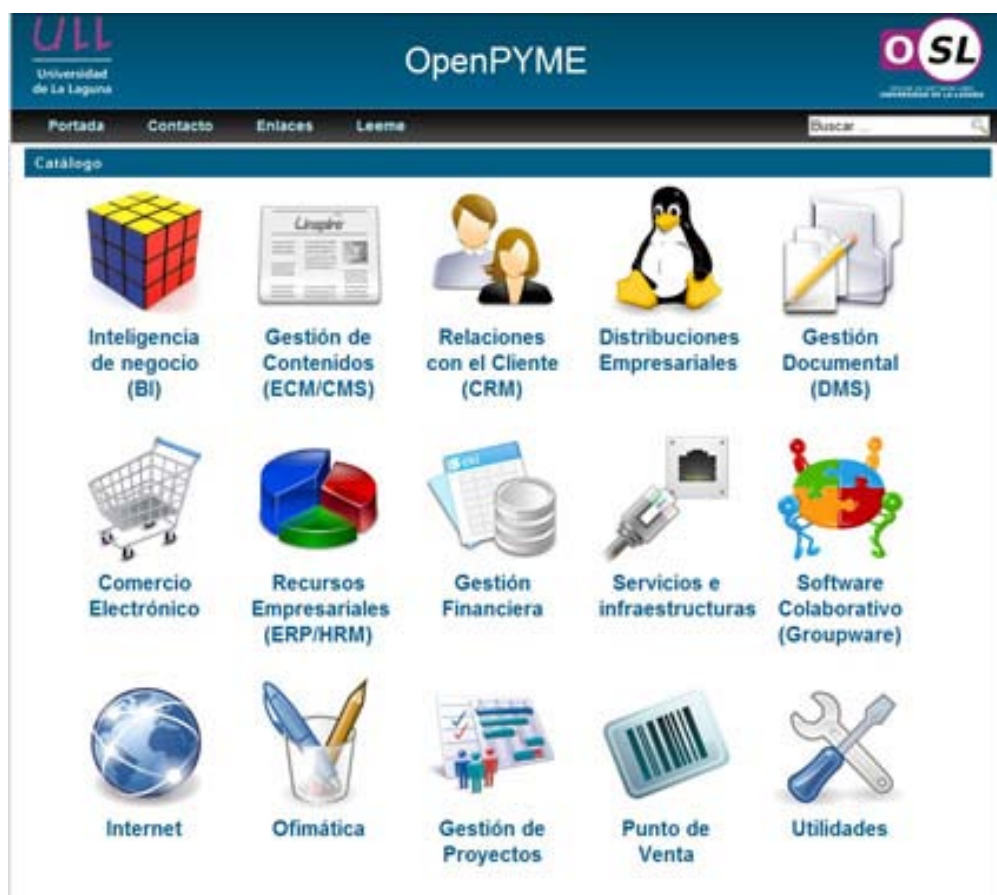 ULL
Universidad
de La Laguna
OpenPYME
OSL
Portada Contacto Enlaces Leeme Buscar ...
Catálogo
Linspire
Inteligencia
de negocio
(BI)
Gestión de
Contenidos
(ECM/CMS)
Relaciones
con el Cliente
(CRM)
Distribuciones
Empresariales
Gestión
Documental
(DMS)
Comercio
Electrónico
Recursos
Empresariales
(ERP/HRM)
Gestión
Financiera
Servicios e
infraestructuras
Software
Colaborativo
(Groupware)
Internet
Ofimática
Gestión de
Proyectos
Punto de
Venta
Utilidades